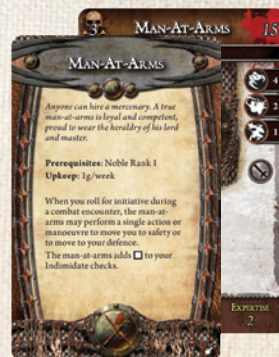 3 MAN-AT-ARMS 15
MAN-AT-ARMS
Anyone can hire a mercenary. A true
man-at-arms is loyal and competent,
proud to wear the heraldry of his lord
and master.
Prerequisites: Noble Rank 1
Upkeep: 1g/week
When you roll for initiative during
a combat encounter, the man-at-
arms may perform a single action or
manoeuvre to move you to safety or
to move to your defence.
The man-at-arms adds □ to your
Indimidate checks.
EXPERTISE
2